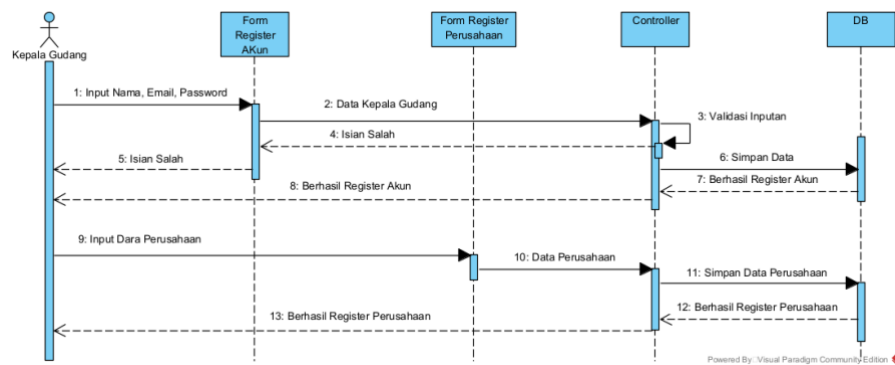 Kepala Gudang
Form
Register
AKun
Form Register
Perusahaan
Controller
DB
1: Input Nama, Email, Password
2: Data Kepala Gudang
3: Validasi Inputan
4: Isian Salah
5: Isian Salah
6: Simpan Data
7: Berhasil Register Akun
8: Berhasil Register Akun
9: Input Dara Perusahaan
10: Data Perusahaan
11: Simpan Data Perusahaan
12: Berhasil Register Perusahaan
13: Berhasil Register Perusahaan
Powered By Visual Paradigm Community Edition